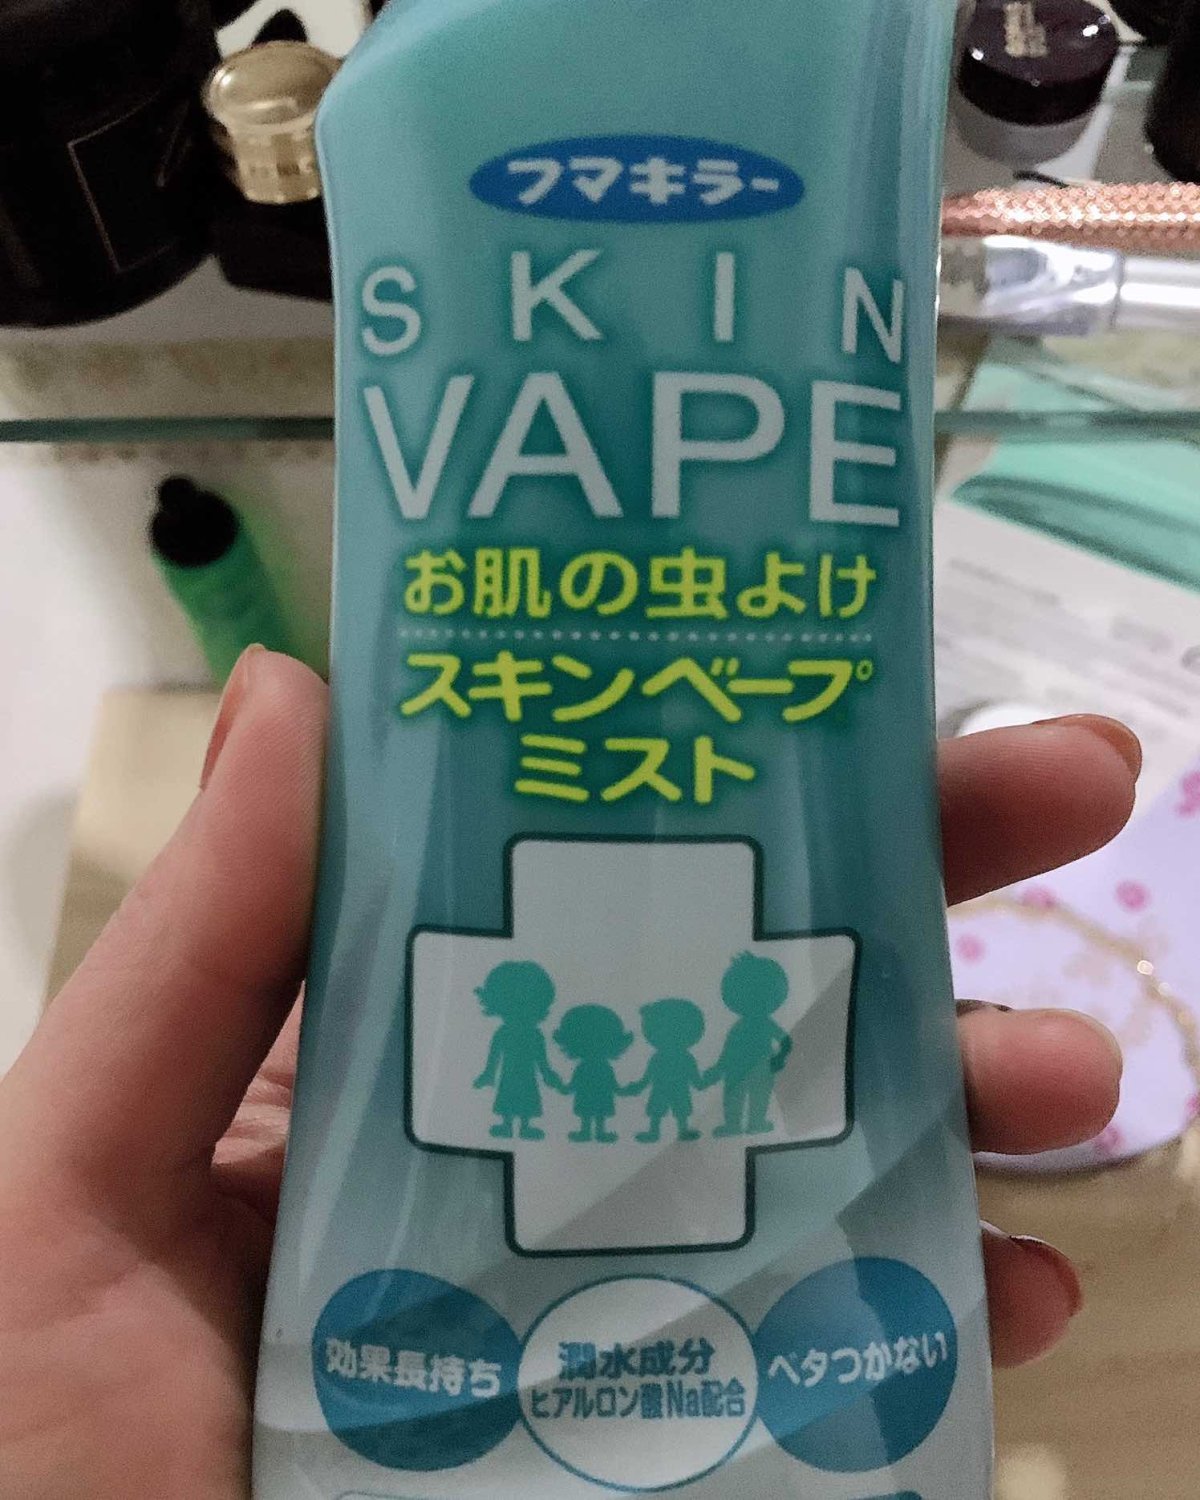 フマキラー
SKIN
VAPE
お肌の虫よけ
スキンベープ®
ミスト
効果長持ち
潤水成分
ヒアルロン酸Na配合
ベタつかない